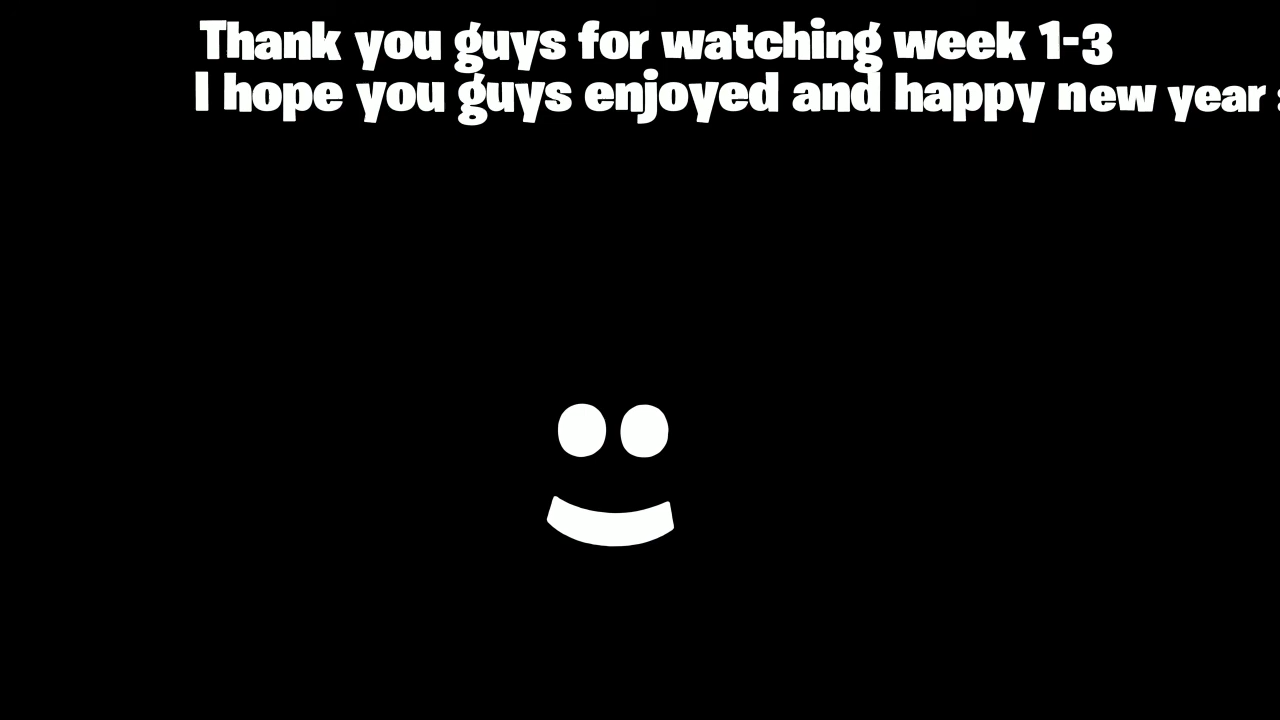 Thank you guys for watching week 1-3
I hope you guys enjoyed and happy new year :